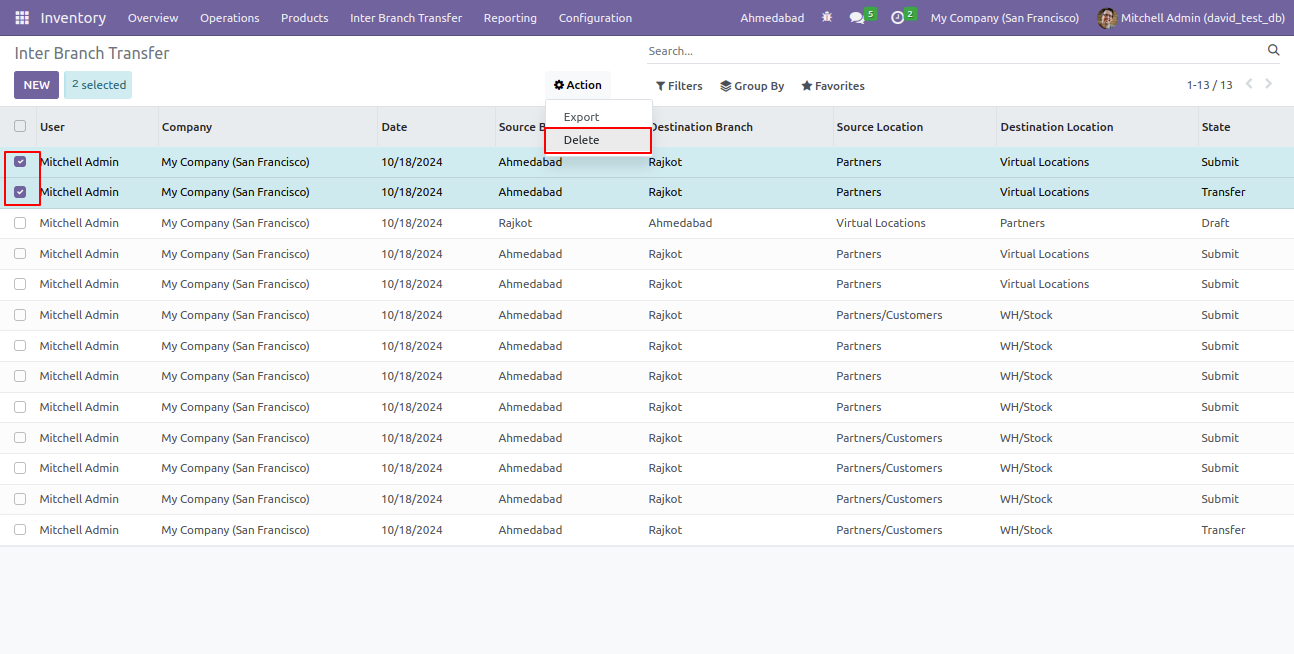 Inventory Overview Operations Products Inter Branch Transfer Reporting Configuration Ahmedabad 5 2 My Company (San Francisco) Mitchell Admin (david_test_db)
Inter Branch Transfer Search...
NEW 2 selected Action Filters Group By Favorites 1-13 / 13
Export
Delete
User Company Date Source B Destination Branch Source Location Destination Location State
Mitchell Admin My Company (San Francisco) 10/18/2024 Ahmedabad Rajkot Partners Virtual Locations Submit
Mitchell Admin My Company (San Francisco) 10/18/2024 Ahmedabad Rajkot Partners Virtual Locations Transfer
Mitchell Admin My Company (San Francisco) 10/18/2024 Rajkot Ahmedabad Virtual Locations Partners Draft
Mitchell Admin My Company (San Francisco) 10/18/2024 Ahmedabad Rajkot Partners Virtual Locations Submit
Mitchell Admin My Company (San Francisco) 10/18/2024 Ahmedabad Rajkot Partners Virtual Locations Submit
Mitchell Admin My Company (San Francisco) 10/18/2024 Ahmedabad Rajkot Partners/Customers WH/Stock Submit
Mitchell Admin My Company (San Francisco) 10/18/2024 Ahmedabad Rajkot Partners WH/Stock Submit
Mitchell Admin My Company (San Francisco) 10/18/2024 Ahmedabad Rajkot Partners WH/Stock Submit
Mitchell Admin My Company (San Francisco) 10/18/2024 Ahmedabad Rajkot Partners WH/Stock Submit
Mitchell Admin My Company (San Francisco) 10/18/2024 Ahmedabad Rajkot Partners/Customers WH/Stock Submit
Mitchell Admin My Company (San Francisco) 10/18/2024 Ahmedabad Rajkot Partners/Customers WH/Stock Submit
Mitchell Admin My Company (San Francisco) 10/18/2024 Ahmedabad Rajkot Partners/Customers WH/Stock Submit
Mitchell Admin My Company (San Francisco) 10/18/2024 Ahmedabad Rajkot Partners/Customers WH/Stock Transfer